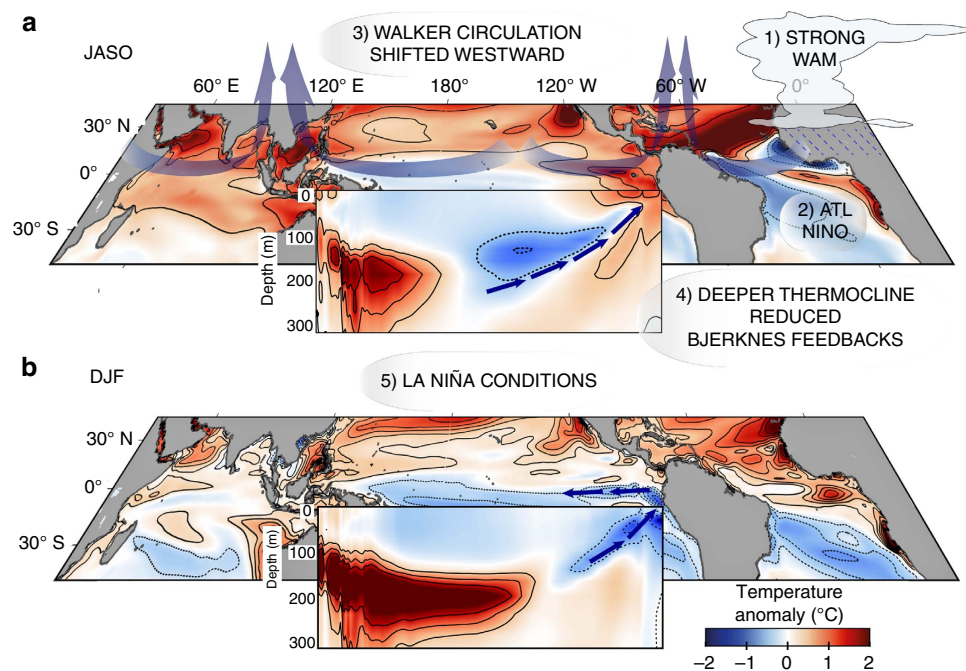 a
JASO
3) WALKER CIRCULATION
SHIFTED WESTWARD
1) STRONG
WAM
60° E
120° E
180°
120° W
60° W
0°
30° N
0°
30° S
2) ATL
NINO
0
100
200
300
Depth (m)
4) DEEPER THERMOCLINE
REDUCED
BJERKNES FEEDBACKS
b
DJF
5) LA NIÑA CONDITIONS
30° N
0°
30° S
0
100
200
300
Depth (m)
Temperature
anomaly (°C)
−2 −1 0 1 2